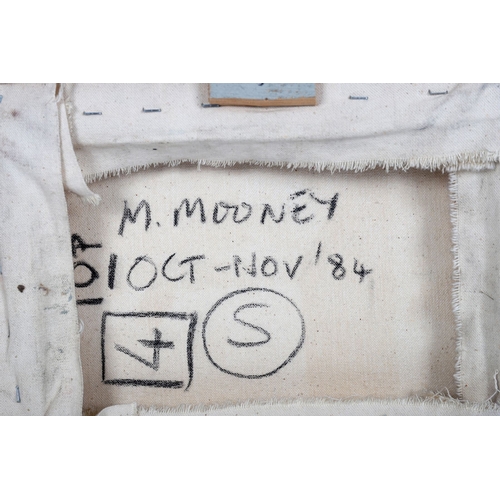 M. MOONEY
OCT - NOV '84
4
S